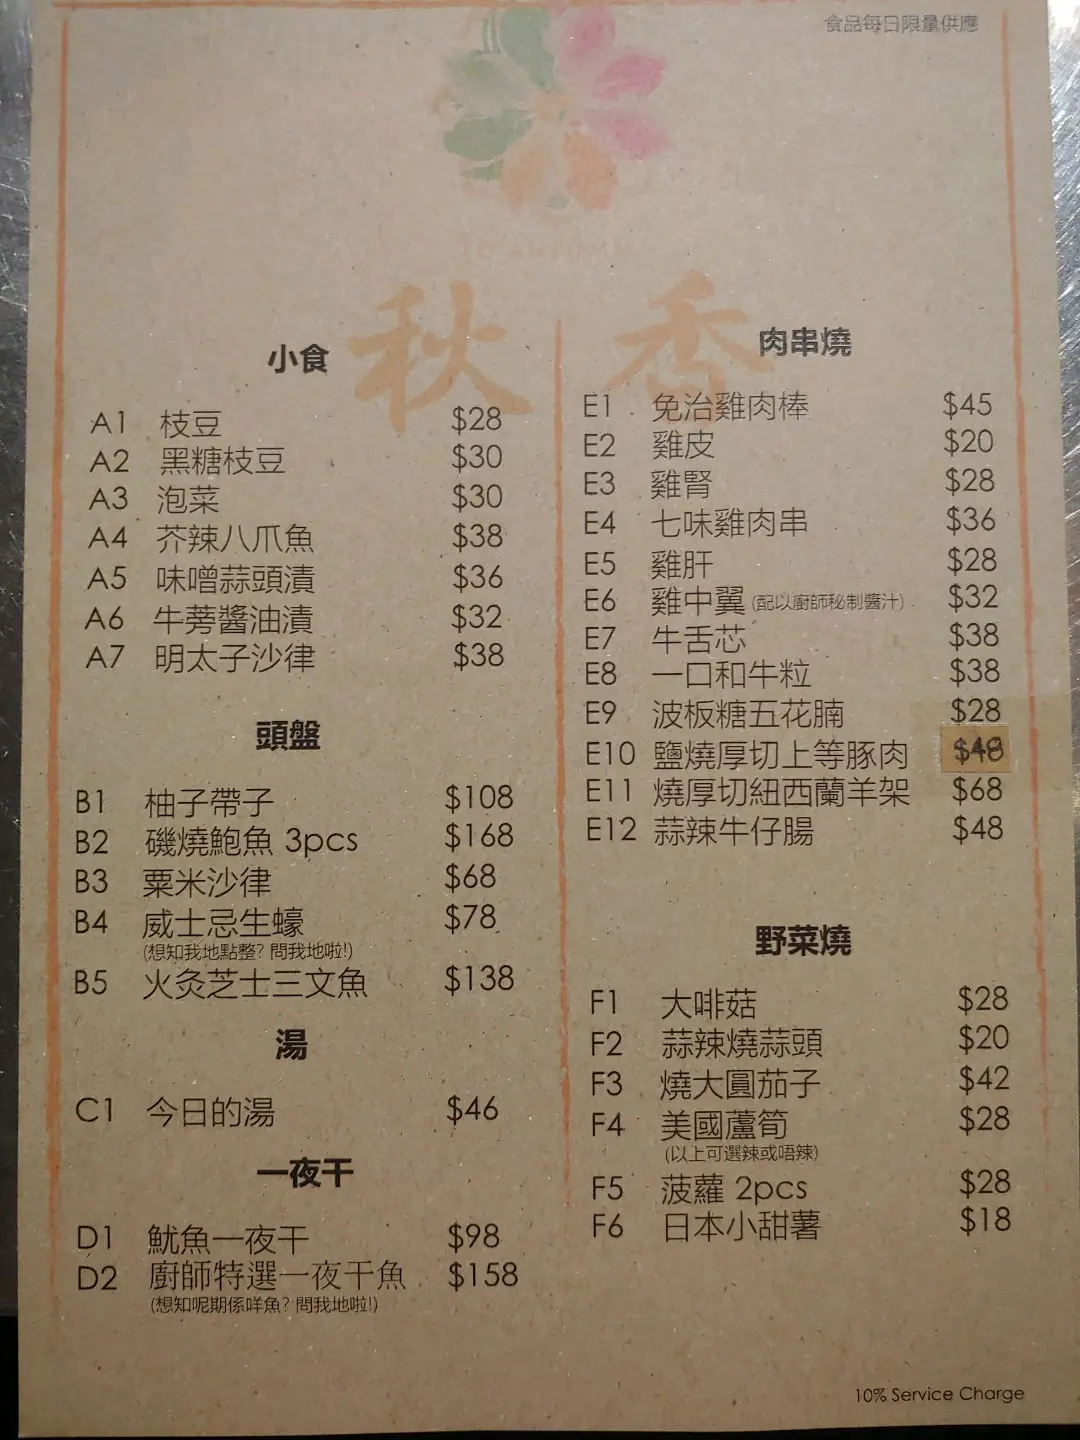 食品每日限量供應
秋 香
小食
A1 枝豆 $28
A2 黑糖枝豆 $30
A3 泡菜 $30
A4 芥辣八爪魚 $38
A5 味噌蒜頭漬 $36
A6 牛蒡醬油漬 $32
A7 明太子沙律 $38
頭盤
B1 柚子帶子 $108
B2 磯燒鮑魚 3pcs $168
B3 粟米沙律 $68
B4 威士忌生蠔 $78
(想知我地點整? 問我地啦!)
B5 火灸芝士三文魚 $138
湯
C1 今日的湯 $46
一夜干
D1 魷魚一夜干 $98
D2 廚師特選一夜干魚 $158
(想知呢期係咩魚? 問我地啦!)
肉串燒
E1 免治雞肉棒 $45
E2 雞皮 $20
E3 雞腎 $28
E4 七味雞肉串 $36
E5 雞肝 $28
E6 雞中翼 (配以廚師秘制醬汁) $32
E7 牛舌芯 $38
E8 一口和牛粒 $38
E9 波板糖五花腩 $28
E10 鹽燒厚切上等豚肉 $48
E11 燒厚切紐西蘭羊架 $68
E12 蒜辣牛仔腸 $48
野菜燒
F1 大啡菇 $28
F2 蒜辣燒蒜頭 $20
F3 燒大圓茄子 $42
F4 美國蘆筍 $28
(以上可選辣或唔辣)
F5 菠蘿 2pcs $28
F6 日本小甜薯 $18
10% Service Charge